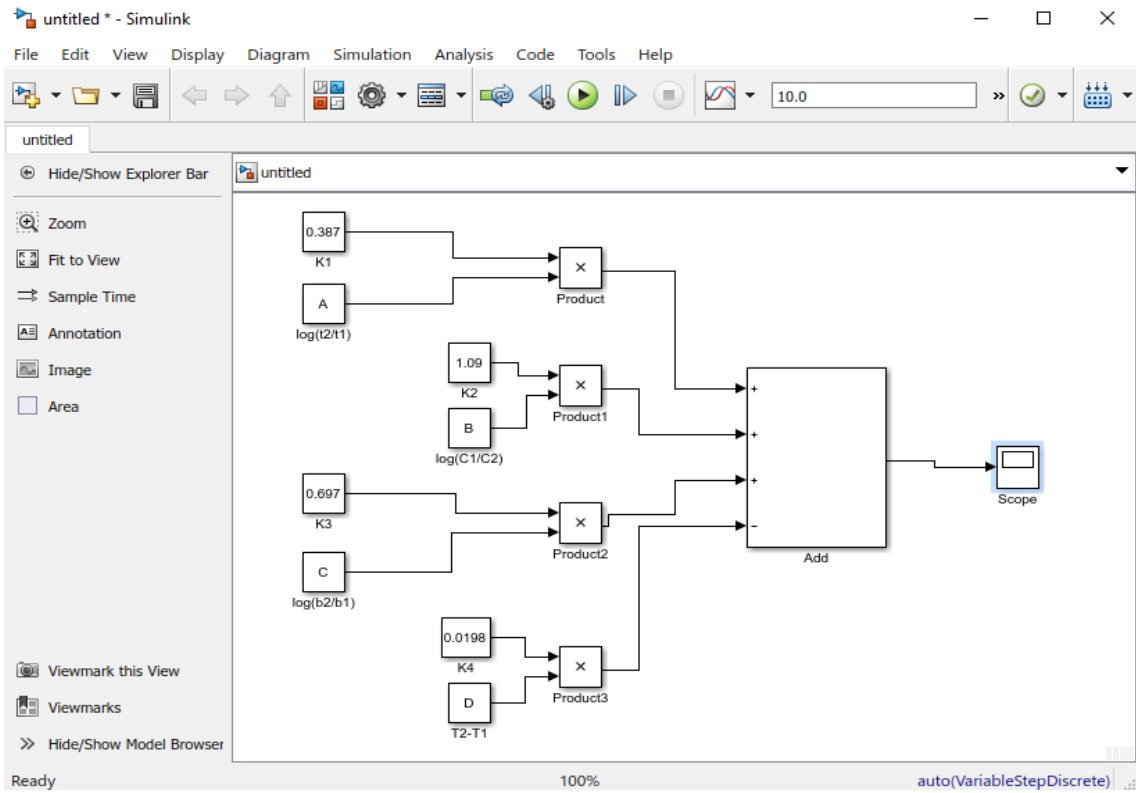 untitled * - Simulink
File Edit View Display Diagram Simulation Analysis Code Tools Help
10.0 »
untitled
Hide/Show Explorer Bar
untitled
Zoom
Fit to View
Sample Time
Annotation
Image
Area
0.387
K1
A
log(t2/t1)
×
Product
1.09
K2
B
log(C1/C2)
×
Product1
0.697
K3
C
log(b2/b1)
×
Product2
0.0198
K4
D
T2-T1
×
Product3
+
+
+
−
Add
Scope
Viewmark this View
Viewmarks
Hide/Show Model Browser
Ready 100% auto(VariableStepDiscrete)